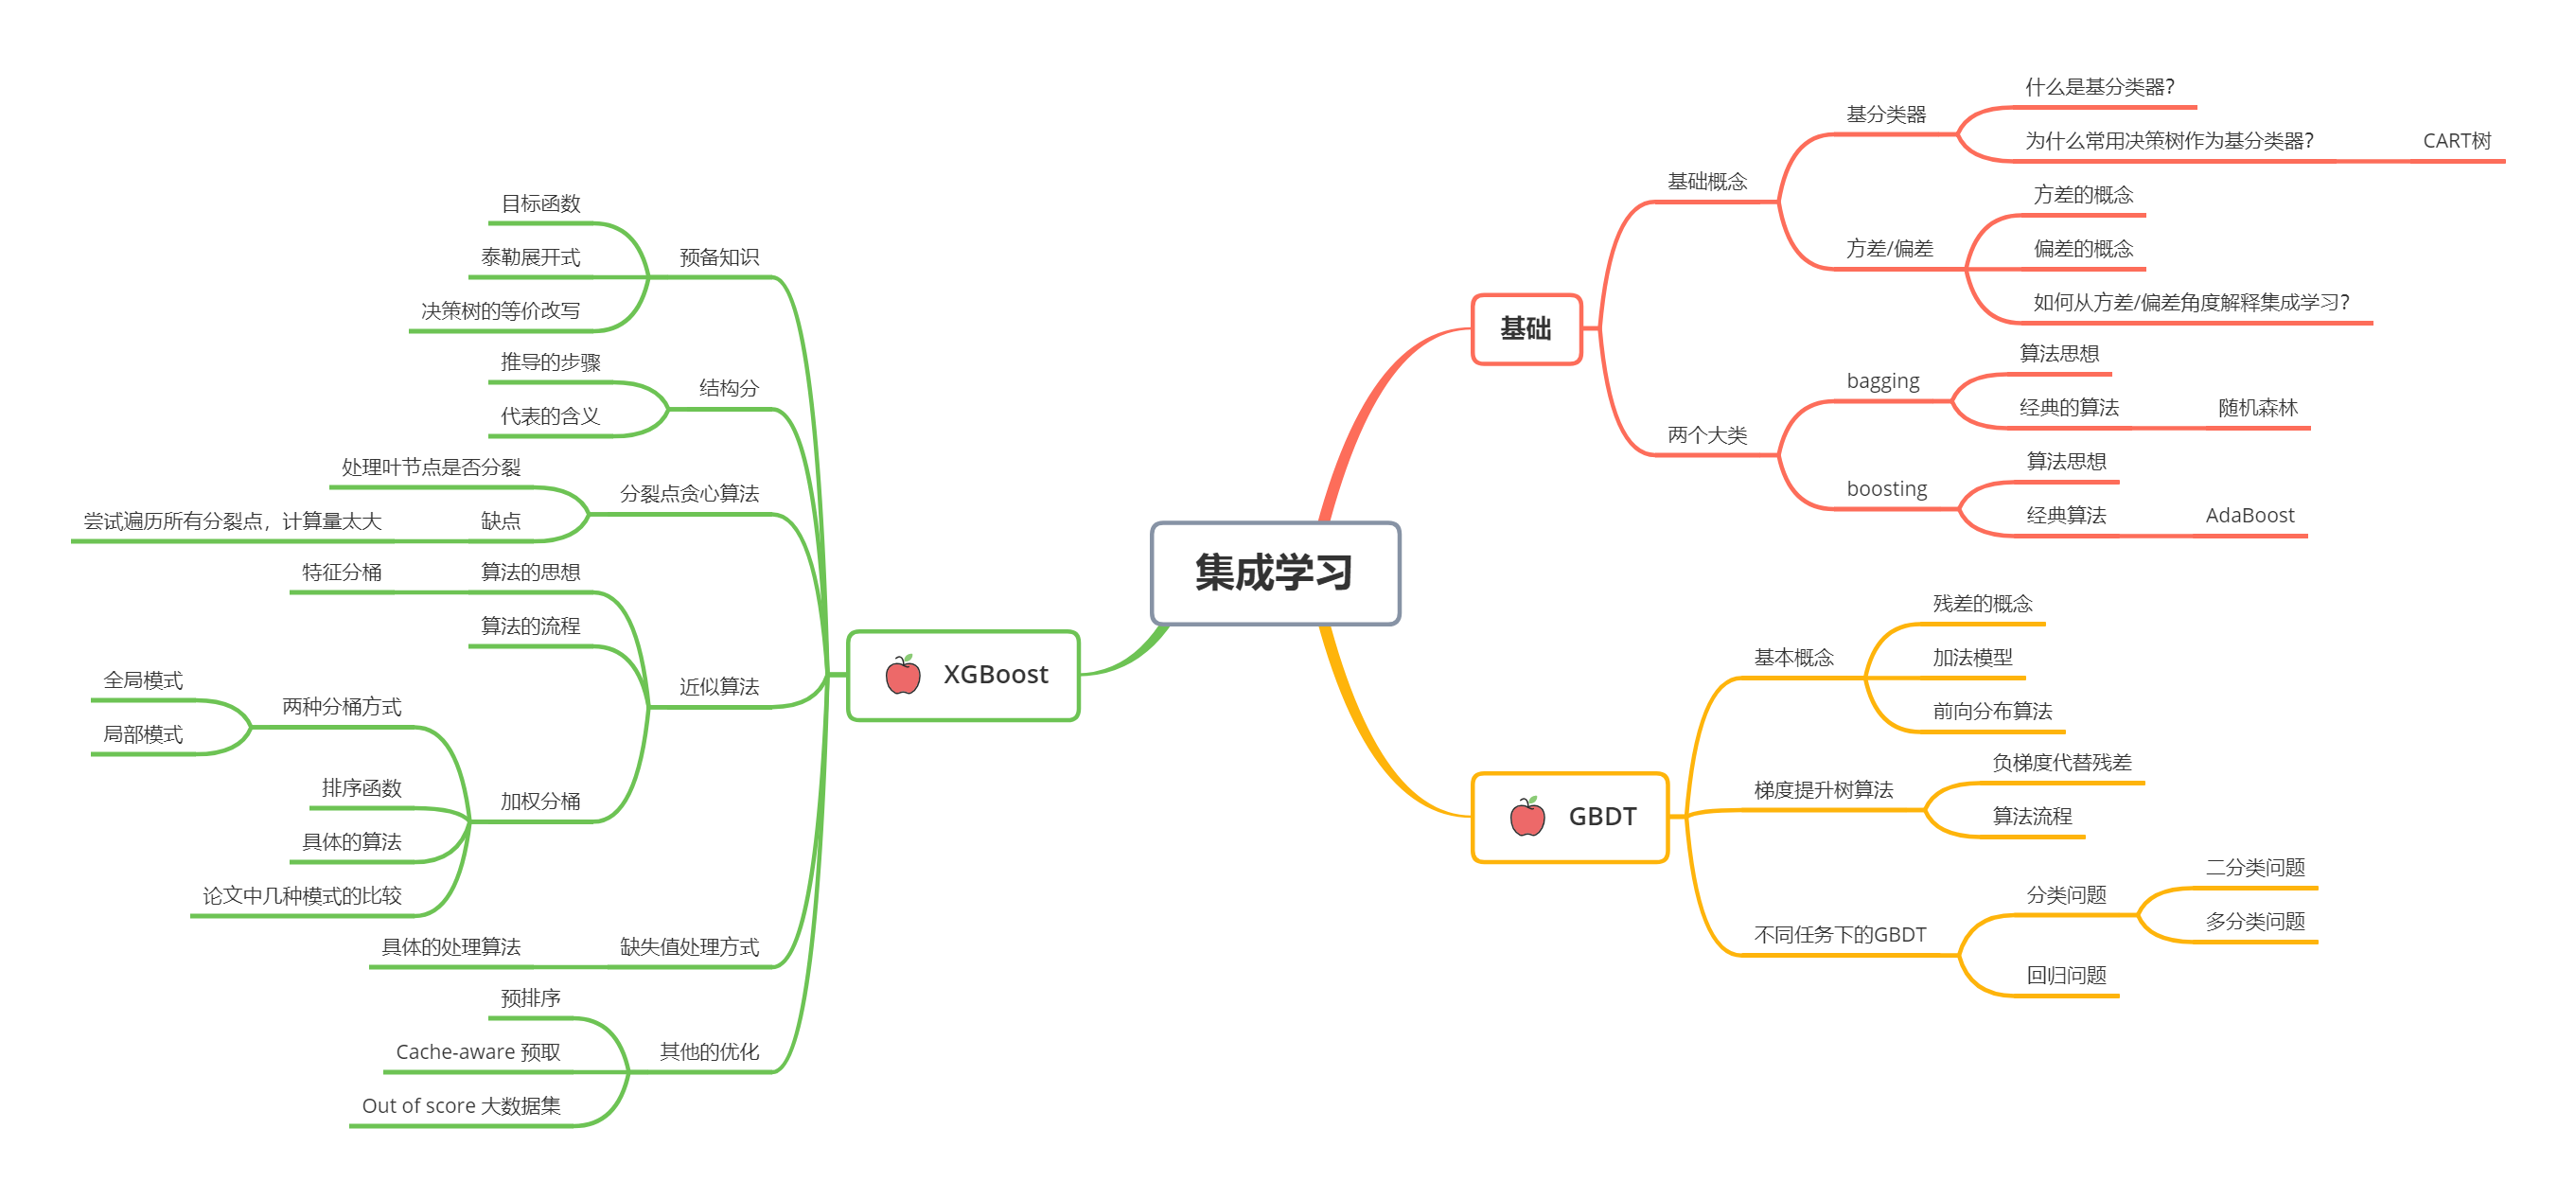 集成学习
基础
基础概念
基分类器
什么是基分类器？
为什么常用决策树作为基分类器？
CART树
方差/偏差
方差的概念
偏差的概念
如何从方差/偏差角度解释集成学习？
两个大类
bagging
算法思想
经典的算法
随机森林
boosting
算法思想
经典算法
AdaBoost
GBDT
基本概念
残差的概念
加法模型
前向分布算法
梯度提升树算法
负梯度代替残差
算法流程
不同任务下的GBDT
分类问题
二分类问题
多分类问题
回归问题
XGBoost
预备知识
目标函数
泰勒展开式
决策树的等价改写
结构分
推导的步骤
代表的含义
分裂点贪心算法
处理叶节点是否分裂
缺点
尝试遍历所有分裂点，计算量太大
近似算法
算法的思想
特征分桶
算法的流程
加权分桶
两种分桶方式
全局模式
局部模式
排序函数
具体的算法
论文中几种模式的比较
缺失值处理方式
具体的处理算法
其他的优化
预排序
Cache-aware 预取
Out of score 大数据集